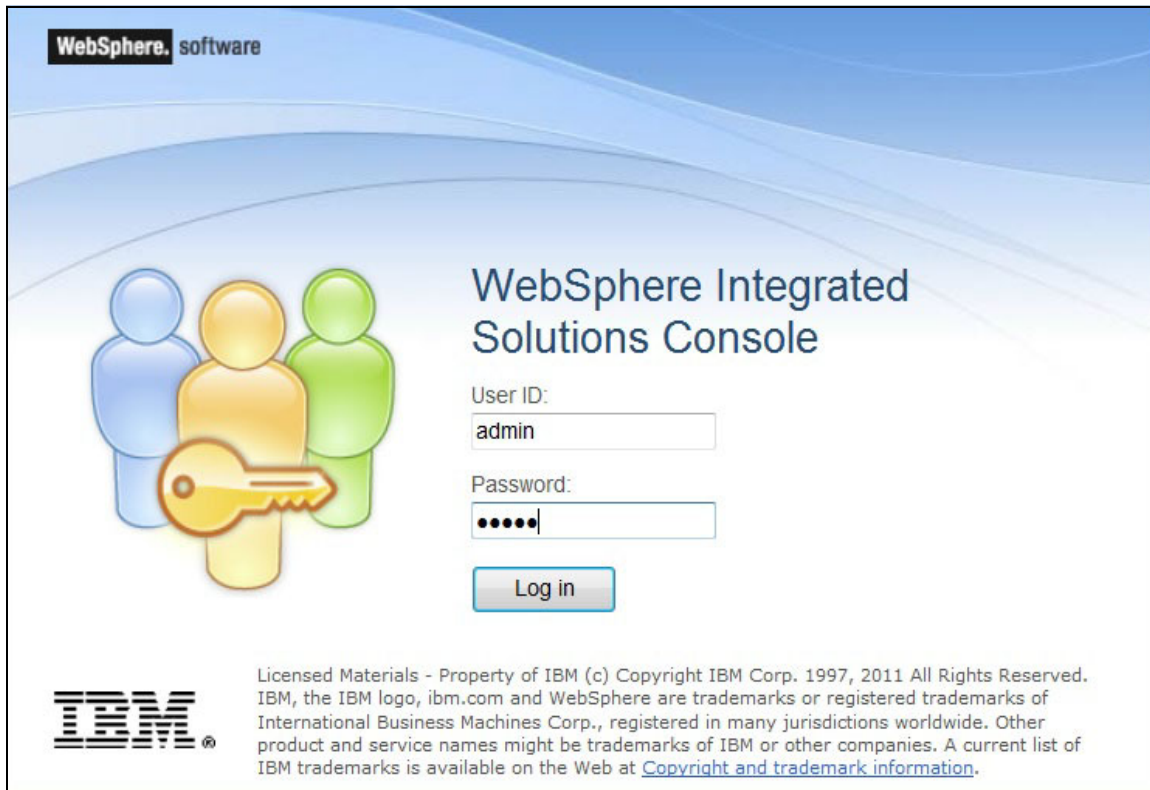 WebSphere. software
WebSphere Integrated
Solutions Console
User ID:
admin
Password:
•••••
Log in
Licensed Materials - Property of IBM (c) Copyright IBM Corp. 1997, 2011 All Rights Reserved.
IBM, the IBM logo, ibm.com and WebSphere are trademarks or registered trademarks of
International Business Machines Corp., registered in many jurisdictions worldwide. Other
product and service names might be trademarks of IBM or other companies. A current list of
IBM trademarks is available on the Web at Copyright and trademark information.
IBM®